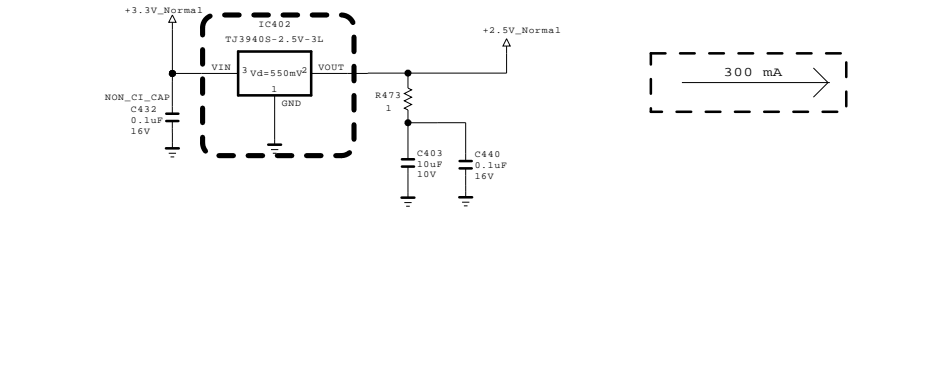 +3.3V_Normal
IC402
TJ3940S-2.5V-3L
VIN
3 Vd=550mV 2
VOUT
1
GND
+2.5V_Normal
300 mA
NON_CI_CAP
C432
0.1uF
16V
R473
1
C403
10uF
10V
C440
0.1uF
16V